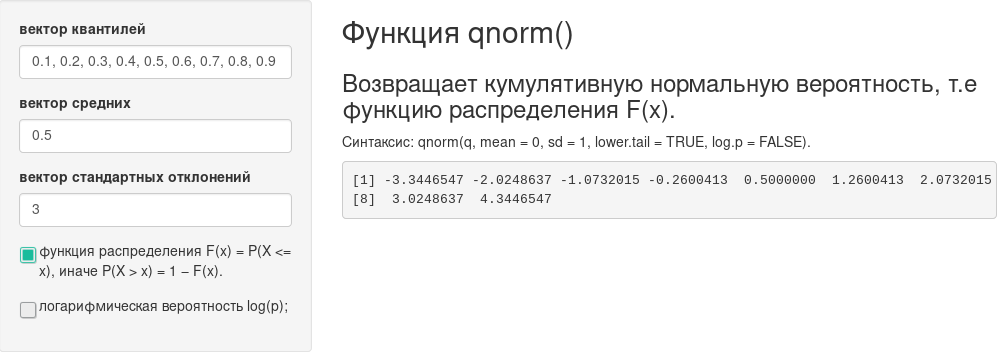 вектор квантилей
0.1, 0.2, 0.3, 0.4, 0.5, 0.6, 0.7, 0.8, 0.9
вектор средних
0.5
вектор стандартных отклонений
3
функция распределения F(x) = P(X <=
x), иначе P(X > x) = 1 – F(x).
логарифмическая вероятность log(p);
Функция qnorm()
Возвращает кумулятивную нормальную вероятность, т.е
функцию распределения F(x).
Синтаксис: qnorm(q, mean = 0, sd = 1, lower.tail = TRUE, log.p = FALSE).
[1] -3.3446547 -2.0248637 -1.0732015 -0.2600413  0.5000000  1.2600413  2.0732015
[8]  3.0248637  4.3446547